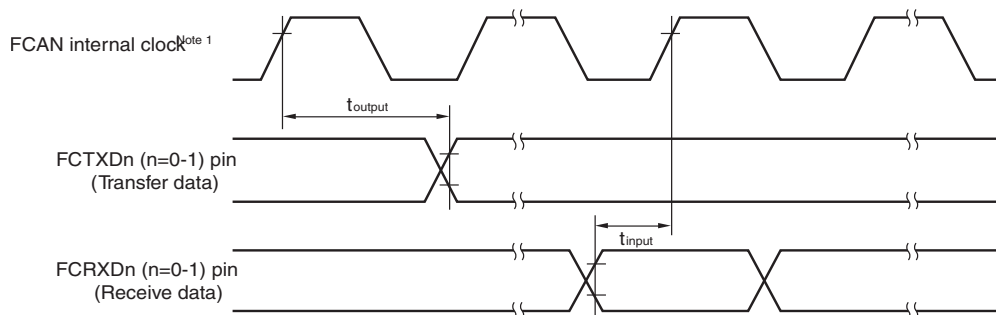 FCAN internal clockNote 1
toutput
FCTXDn (n=0-1) pin
(Transfer data)
tinput
FCRXDn (n=0-1) pin
(Receive data)